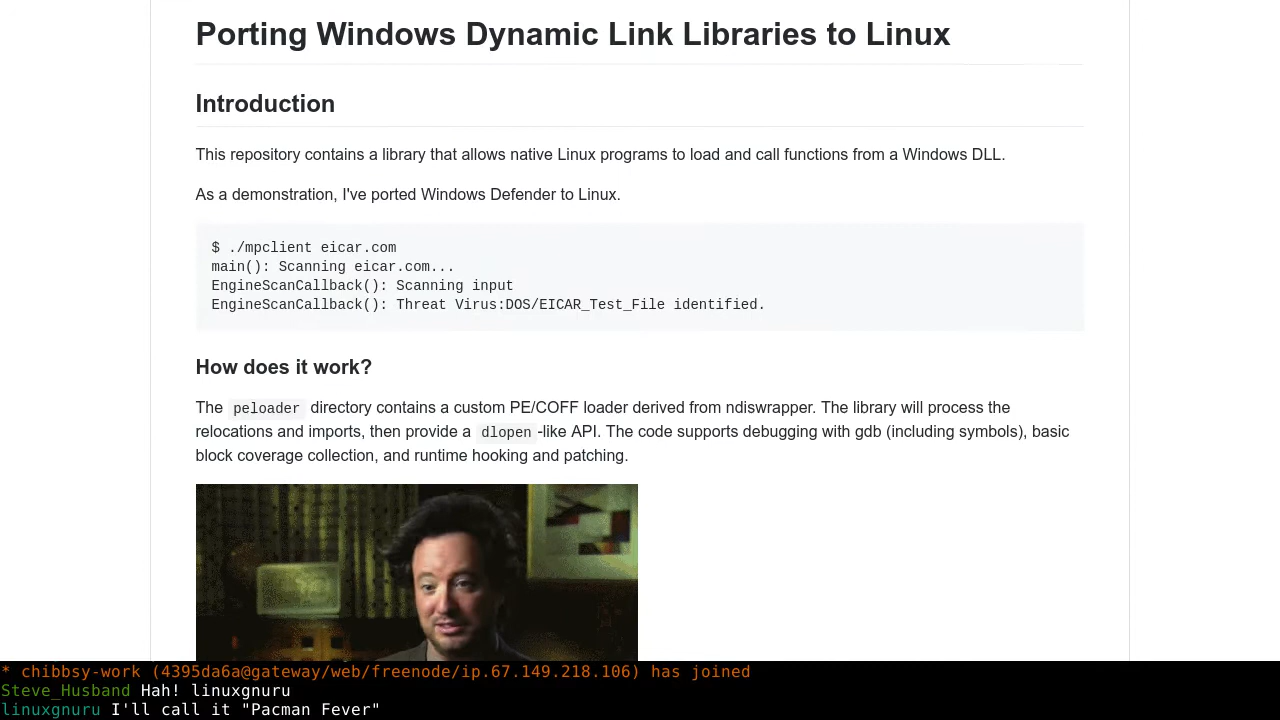 Porting Windows Dynamic Link Libraries to Linux
Introduction
This repository contains a library that allows native Linux programs to load and call functions from a Windows DLL.
As a demonstration, I've ported Windows Defender to Linux.
$ ./mpclient eicar.com
main(): Scanning eicar.com...
EngineScanCallback(): Scanning input
EngineScanCallback(): Threat Virus:DOS/EICAR_Test_File identified.
How does it work?
The peloader directory contains a custom PE/COFF loader derived from ndiswrapper. The library will process the
relocations and imports, then provide a dlopen-like API. The code supports debugging with gdb (including symbols), basic
block coverage collection, and runtime hooking and patching.
* chibbsy-work (4395da6a@gateway/web/freenode/ip.67.149.218.106) has joined
Steve_Husband Hah! linuxgnuru
linuxgnuru I'll call it "Pacman Fever"